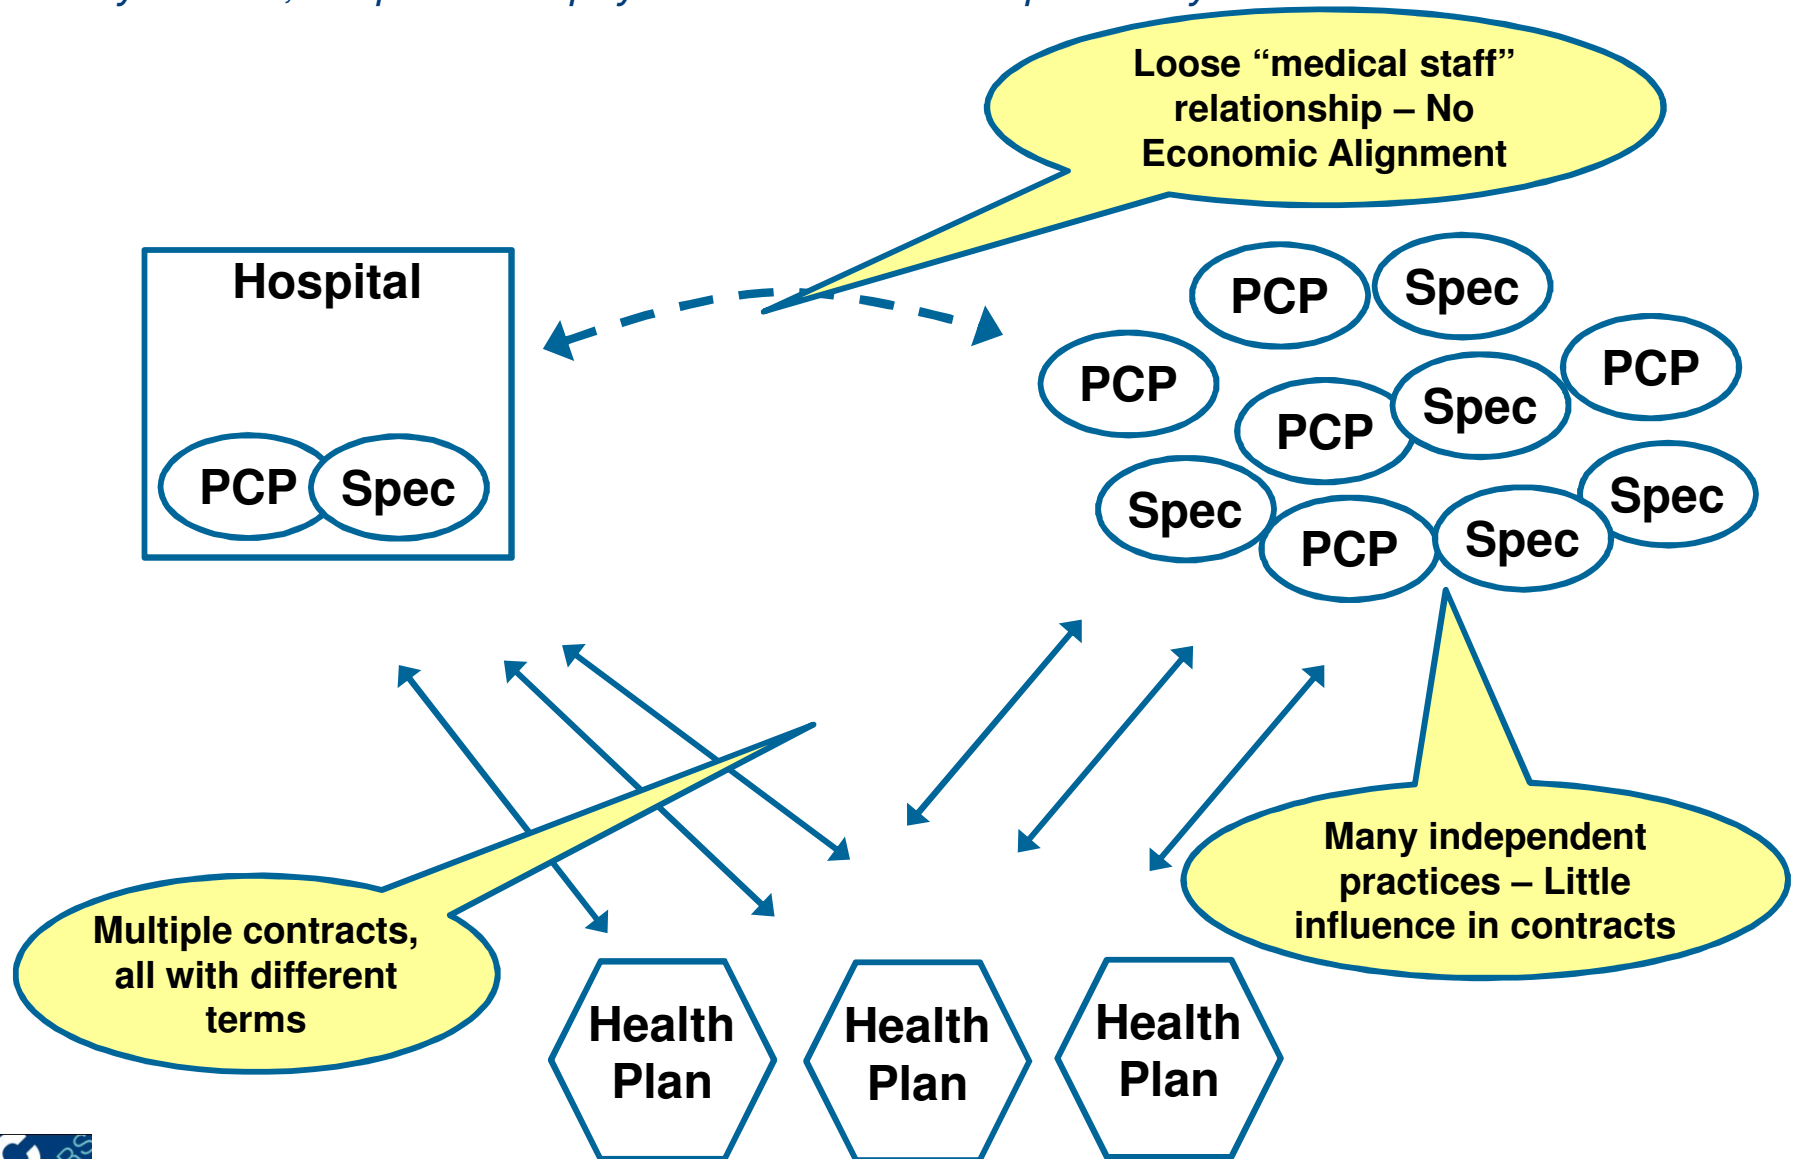 Loose “medical staff”
relationship – No
Economic Alignment
Hospital
PCP
Spec
PCP
Spec
PCP
PCP
PCP
Spec
Spec
PCP
Spec
Spec
Multiple contracts,
all with different
terms
Many independent
practices – Little
influence in contracts
Health
Plan
Health
Plan
Health
Plan
BS